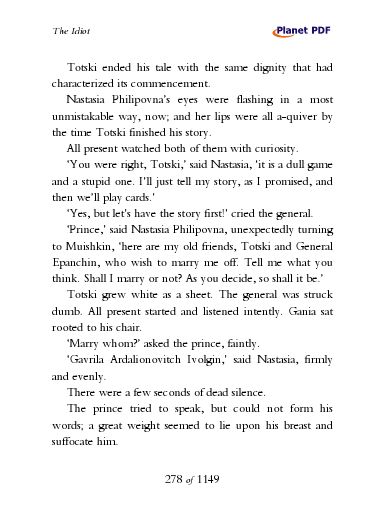 The Idiot
Planet PDF
Totski ended his tale with the same dignity that had
characterized its commencement.
Nastasia Philipovna's eyes were flashing in a most
unmistakable way, now; and her lips were all a-quiver by
the time Totski finished his story.
All present watched both of them with curiosity.
'You were right, Totski,' said Nastasia, 'it is a dull game
and a stupid one. I'll just tell my story, as I promised, and
then we'll play cards.'
'Yes, but let's have the story first!' cried the general.
'Prince,' said Nastasia Philipovna, unexpectedly turning
to Muishkin, 'here are my old friends, Totski and General
Epanchin, who wish to marry me off. Tell me what you
think. Shall I marry or not? As you decide, so shall it be.'
Totski grew white as a sheet. The general was struck
dumb. All present started and listened intently. Gania sat
rooted to his chair.
'Marry whom?' asked the prince, faintly.
'Gavrila Ardalionovitch Ivolgin,' said Nastasia, firmly
and evenly.
There were a few seconds of dead silence.
The prince tried to speak, but could not form his
words; a great weight seemed to lie upon his breast and
suffocate him.
278 of 1149